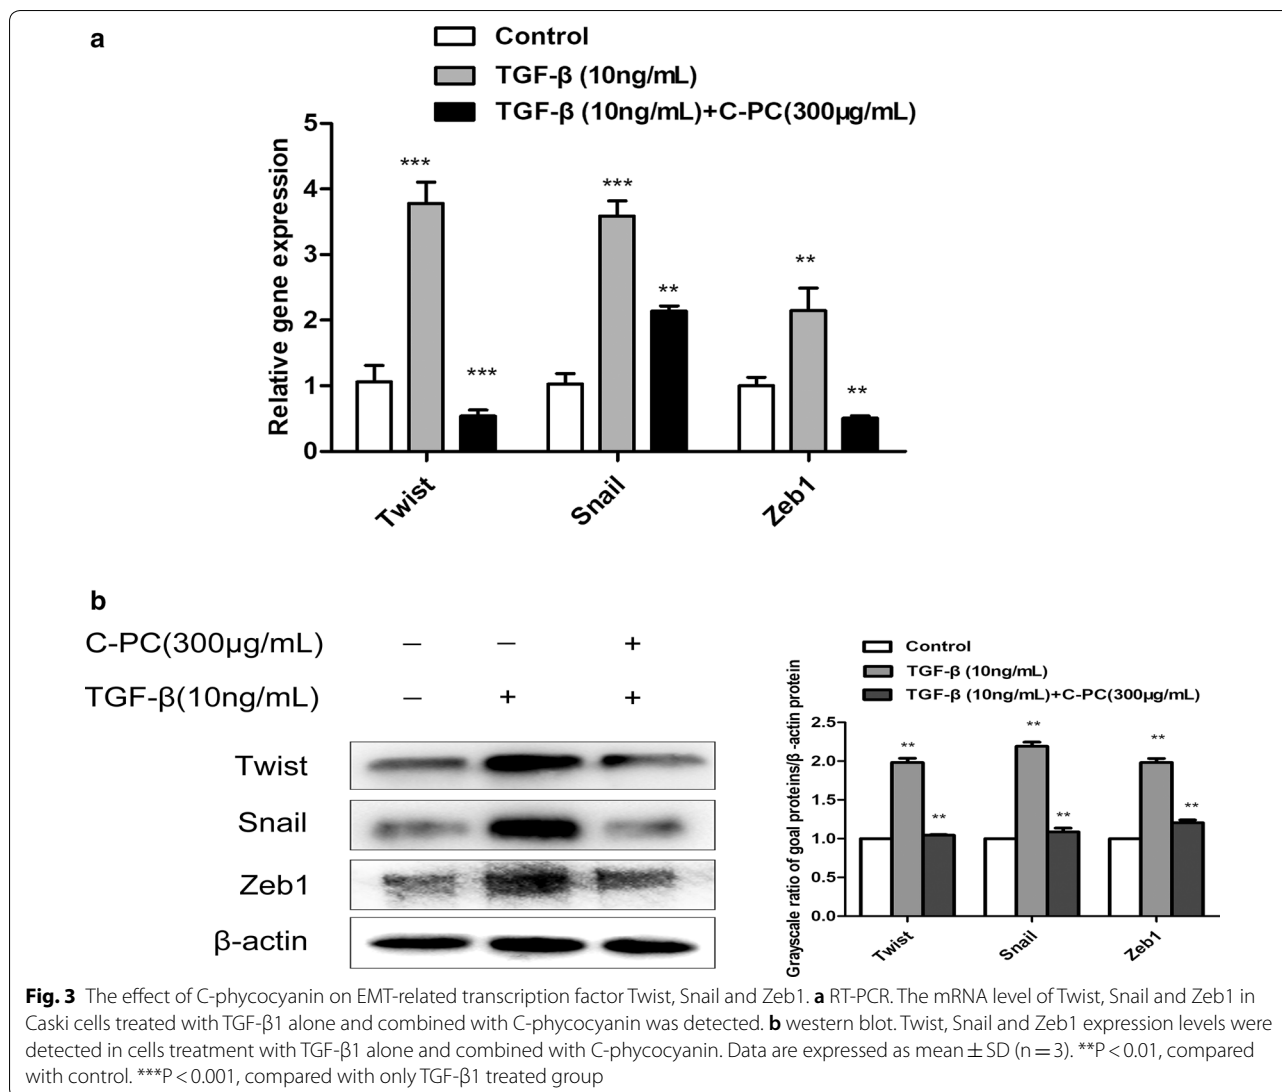 a
Control
TGF-β (10ng/mL)
TGF-β (10ng/mL)+C-PC(300μg/mL)
Relative gene expression
5
4
3
2
1
0
***
***
***
**
**
**
Twist
Snail
Zeb1
b
C-PC(300μg/mL) – – +
TGF-β(10ng/mL) – + +
Twist
Snail
Zeb1
β-actin
Control
TGF-β (10ng/mL)
TGF-β (10ng/mL)+C-PC(300μg/mL)
Grayscale ratio of goal proteins/β -actin protein
2.5
2.0
1.5
1.0
0.5
0.0
**
**
**
**
**
**
Twist
Snail
Zeb1
Fig. 3 The effect of C-phycocyanin on EMT-related transcription factor Twist, Snail and Zeb1. a RT-PCR. The mRNA level of Twist, Snail and Zeb1 in
Caski cells treated with TGF-β1 alone and combined with C-phycocyanin was detected. b western blot. Twist, Snail and Zeb1 expression levels were
detected in cells treatment with TGF-β1 alone and combined with C-phycocyanin. Data are expressed as mean ± SD (n = 3). **P < 0.01, compared
with control. ***P < 0.001, compared with only TGF-β1 treated group